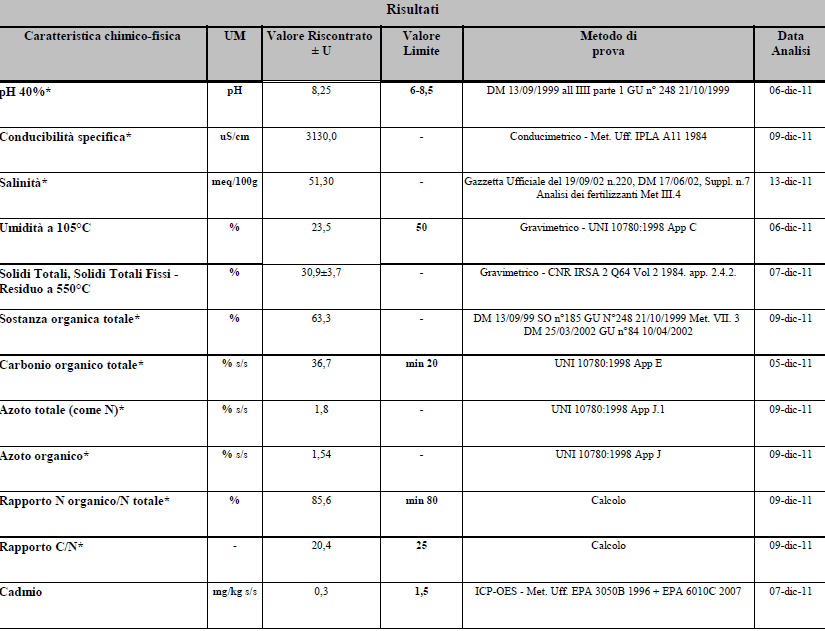 Risultati
Caratteristica chimico-fisica UM Valore Riscontrato ± U Valore Limite Metodo di prova Data Analisi
pH 40%* pH 8,25 6-8,5 DM 13/09/1999 all IIII parte 1 GU n° 248 21/10/1999 06-dic-11
Conducibilità specifica* uS/cm 3130,0 - Conducimetrico - Met. Uff. IPLA A11 1984 09-dic-11
Salinità* meq/100g 51,30 - Gazzetta Ufficiale del 19/09/02 n.220, DM 17/06/02, Suppl. n.7 13-dic-11
Analisi dei fertilizzanti Met III.4
Umidità a 105°C % 23,5 50 Gravimetrico - UNI 10780:1998 App C 06-dic-11
Solidi Totali, Solidi Totali Fissi - % 30,9±3,7 - Gravimetrico - CNR IRSA 2 Q64 Vol 2 1984. app. 2.4.2. 07-dic-11
Residuo a 550°C
Sostanza organica totale* % 63,3 - DM 13/09/99 SO n°185 GU N°248 21/10/1999 Met. VII. 3 09-dic-11
DM 25/03/2002 GU n°84 10/04/2002
Carbonio organico totale* % s/s 36,7 min 20 UNI 10780:1998 App E 05-dic-11
Azoto totale (come N)* % s/s 1,8 - UNI 10780:1998 App J.1 09-dic-11
Azoto organico* % s/s 1,54 - UNI 10780:1998 App J 09-dic-11
Rapporto N organico/N totale* % 85,6 min 80 Calcolo 09-dic-11
Rapporto C/N* - 20,4 25 Calcolo 09-dic-11
Cadmio mg/kg s/s 0,3 1,5 ICP-OES - Met. Uff. EPA 3050B 1996 + EPA 6010C 2007 07-dic-11